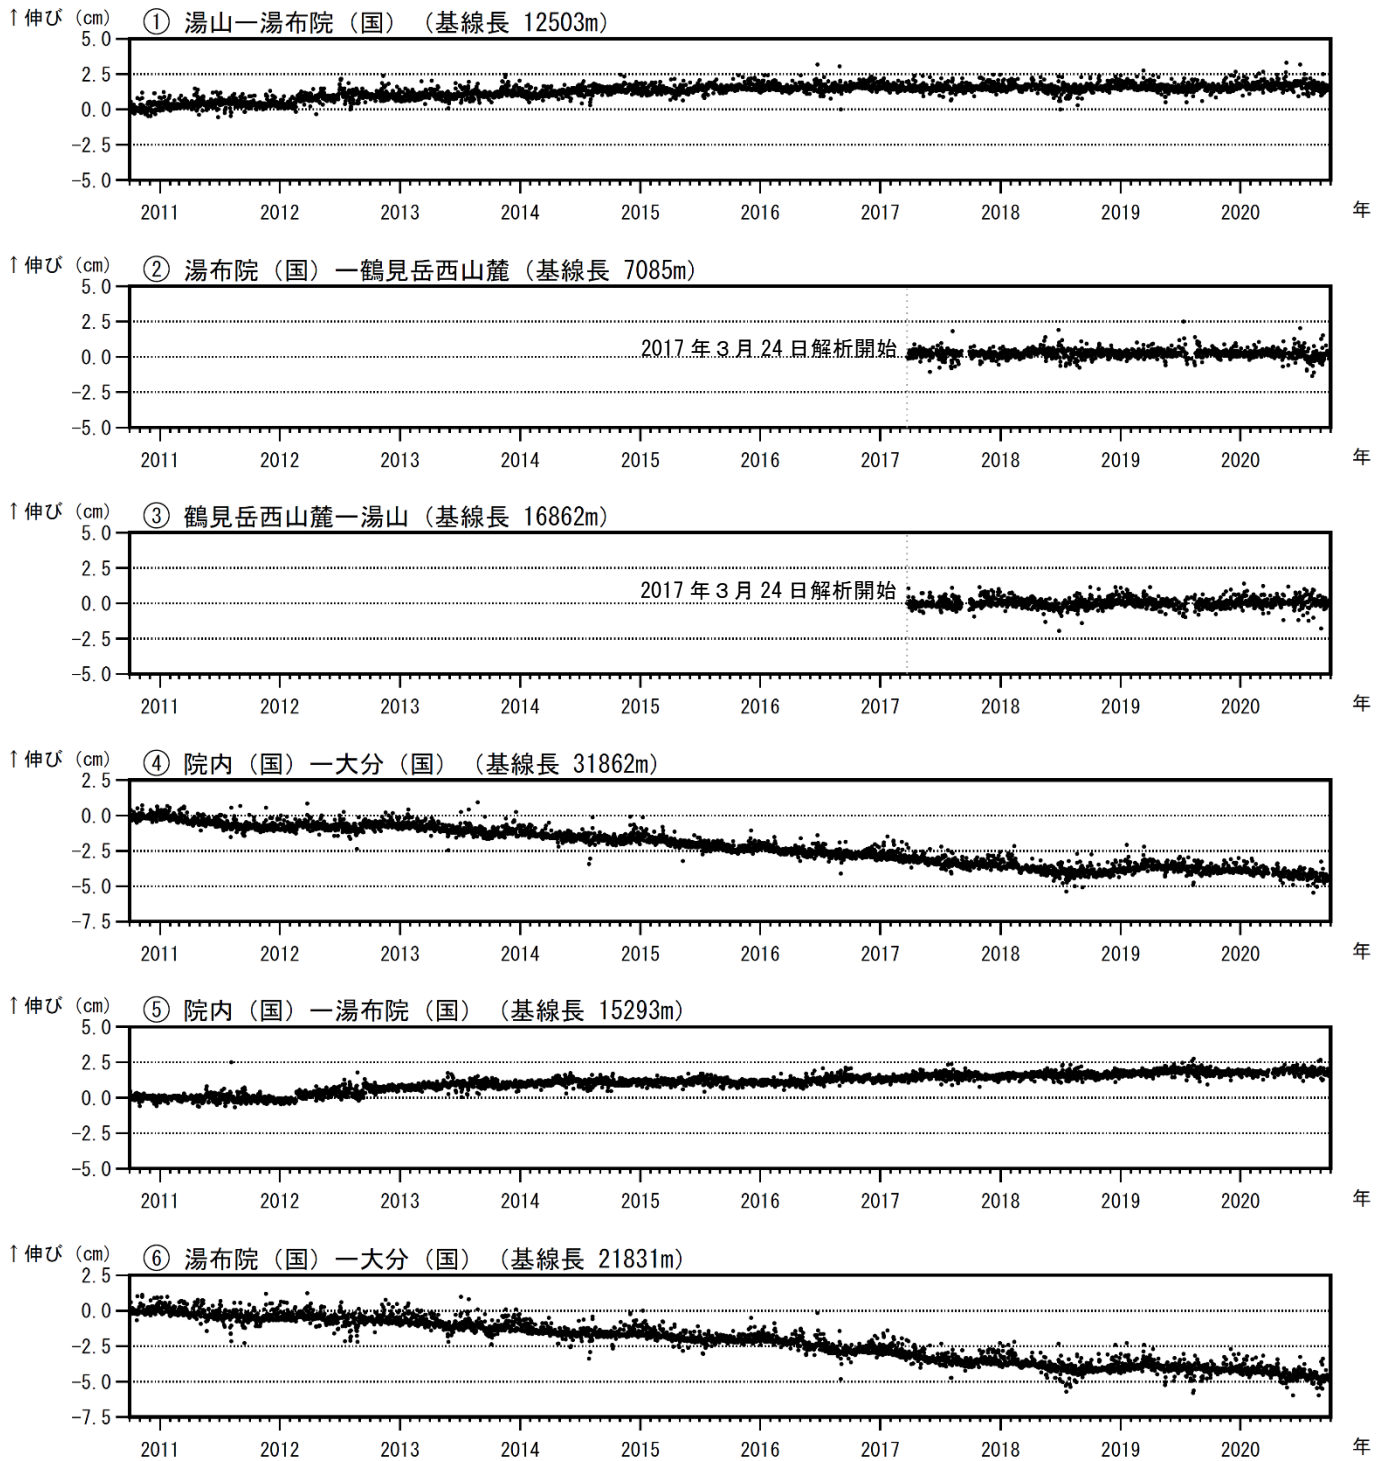 ↑伸び (cm) ① 湯山―湯布院（国）（基線長 12503m）
5.0
2.5
0.0
-2.5
-5.0
2011 2012 2013 2014 2015 2016 2017 2018 2019 2020 年
↑伸び (cm) ② 湯布院（国）―鶴見岳西山麓（基線長 7085m）
5.0
2.5
2017年3月24日解析開始
0.0
-2.5
-5.0
2011 2012 2013 2014 2015 2016 2017 2018 2019 2020 年
↑伸び (cm) ③ 鶴見岳西山麓―湯山（基線長 16862m）
5.0
2.5
2017年3月24日解析開始
0.0
-2.5
-5.0
2011 2012 2013 2014 2015 2016 2017 2018 2019 2020 年
↑伸び (cm) ④ 院内（国）―大分（国）（基線長 31862m）
2.5
0.0
-2.5
-5.0
-7.5
2011 2012 2013 2014 2015 2016 2017 2018 2019 2020 年
↑伸び (cm) ⑤ 院内（国）―湯布院（国）（基線長 15293m）
5.0
2.5
0.0
-2.5
-5.0
2011 2012 2013 2014 2015 2016 2017 2018 2019 2020 年
↑伸び (cm) ⑥ 湯布院（国）―大分（国）（基線長 21831m）
2.5
0.0
-2.5
-5.0
-7.5
2011 2012 2013 2014 2015 2016 2017 2018 2019 2020 年